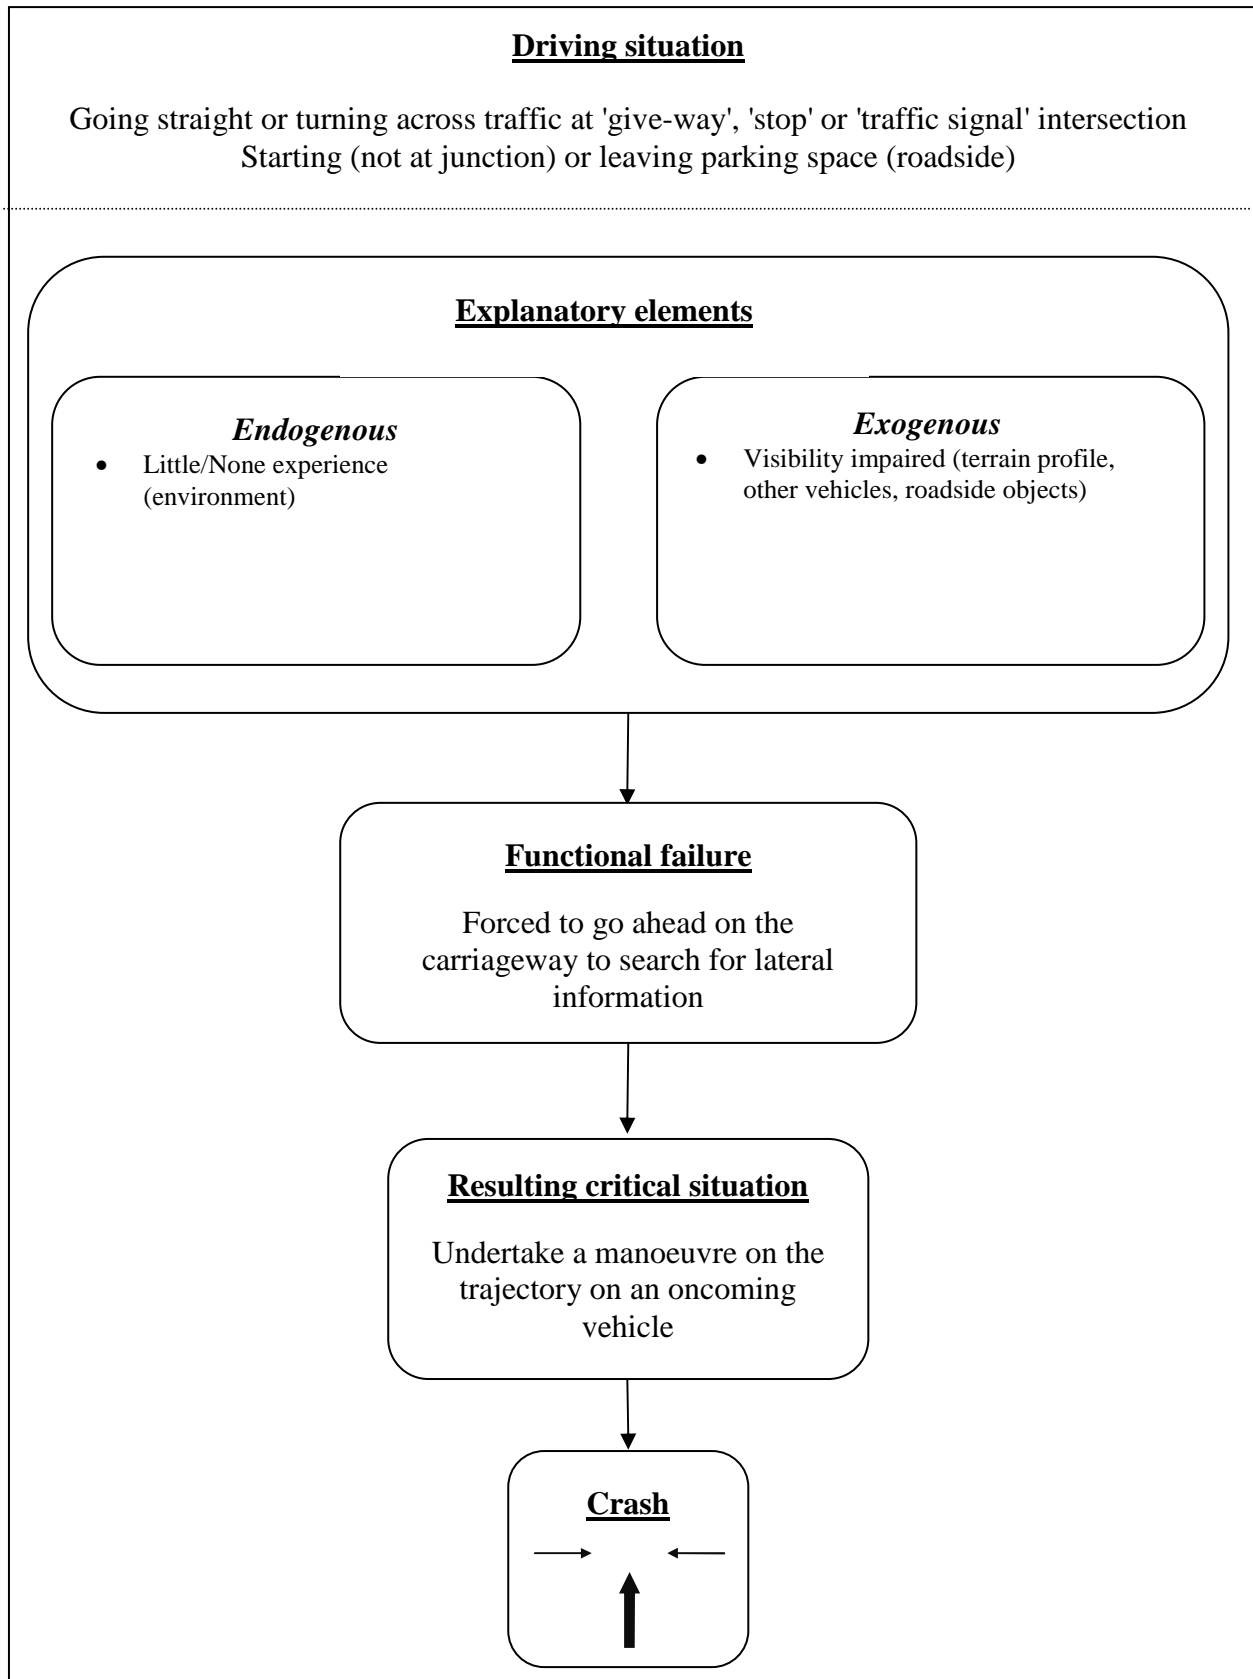 Driving situation
Going straight or turning across traffic at 'give-way', 'stop' or 'traffic signal' intersection
Starting (not at junction) or leaving parking space (roadside)
Explanatory elements
Endogenous
• Little/None experience
(environment)
Exogenous
• Visibility impaired (terrain profile,
other vehicles, roadside objects)
Functional failure
Forced to go ahead on the
carriageway to search for lateral
information
Resulting critical situation
Undertake a manoeuvre on the
trajectory on an oncoming
vehicle
Crash